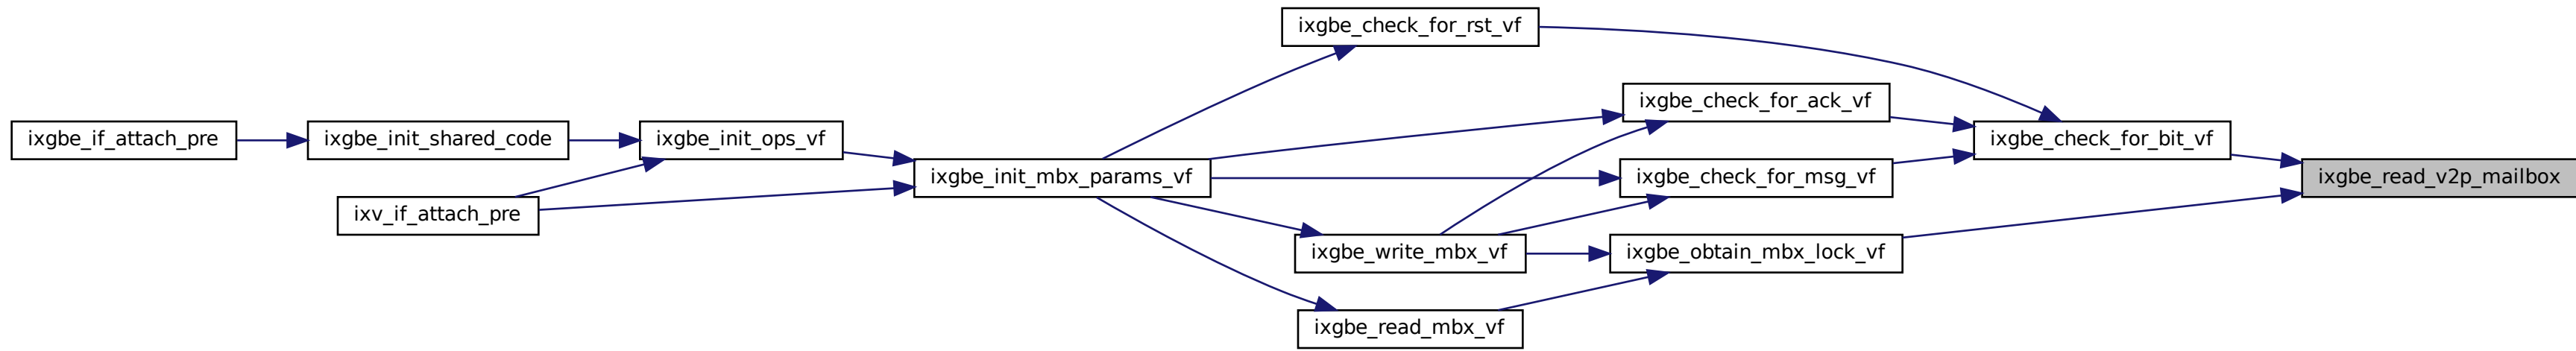 ixgbe_check_for_rst_vf
ixgbe_check_for_ack_vf
ixgbe_if_attach_pre
ixgbe_init_shared_code
ixgbe_init_ops_vf
ixgbe_check_for_bit_vf
ixgbe_init_mbx_params_vf
ixgbe_check_for_msg_vf
ixgbe_read_v2p_mailbox
ixv_if_attach_pre
ixgbe_write_mbx_vf
ixgbe_obtain_mbx_lock_vf
ixgbe_read_mbx_vf